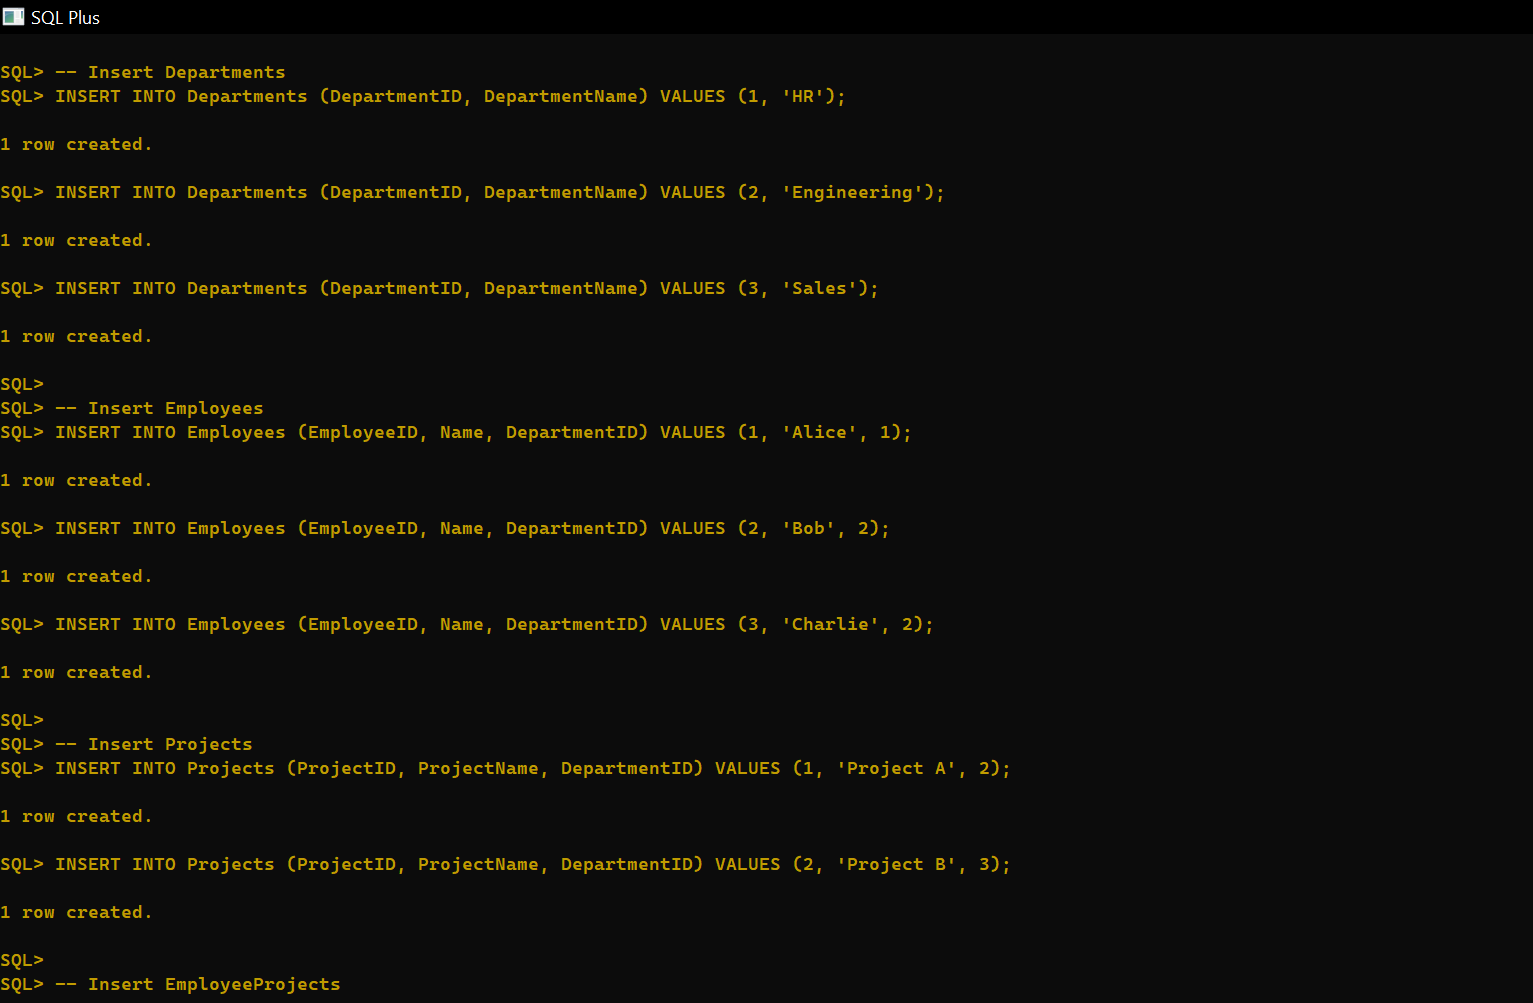 SQL Plus
SQL> -- Insert Departments
SQL> INSERT INTO Departments (DepartmentID, DepartmentName) VALUES (1, 'HR');
1 row created.
SQL> INSERT INTO Departments (DepartmentID, DepartmentName) VALUES (2, 'Engineering');
1 row created.
SQL> INSERT INTO Departments (DepartmentID, DepartmentName) VALUES (3, 'Sales');
1 row created.
SQL>
SQL> -- Insert Employees
SQL> INSERT INTO Employees (EmployeeID, Name, DepartmentID) VALUES (1, 'Alice', 1);
1 row created.
SQL> INSERT INTO Employees (EmployeeID, Name, DepartmentID) VALUES (2, 'Bob', 2);
1 row created.
SQL> INSERT INTO Employees (EmployeeID, Name, DepartmentID) VALUES (3, 'Charlie', 2);
1 row created.
SQL>
SQL> -- Insert Projects
SQL> INSERT INTO Projects (ProjectID, ProjectName, DepartmentID) VALUES (1, 'Project A', 2);
1 row created.
SQL> INSERT INTO Projects (ProjectID, ProjectName, DepartmentID) VALUES (2, 'Project B', 3);
1 row created.
SQL>
SQL> -- Insert EmployeeProjects